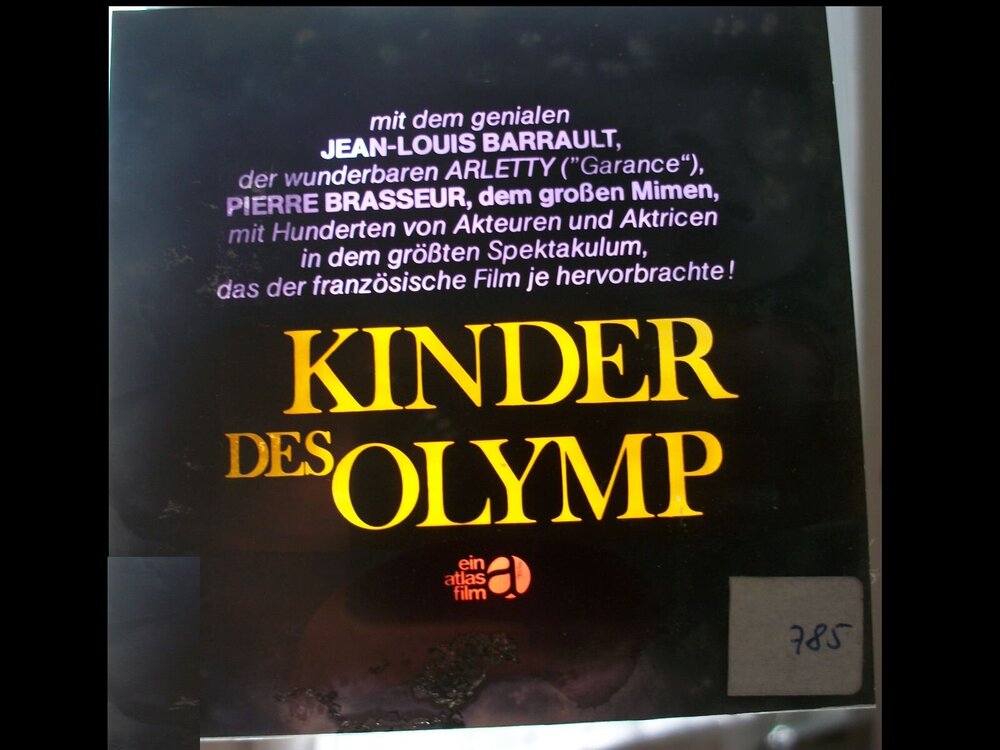 mit dem genialen
JEAN-LOUIS BARRAULT,
der wunderbaren ARLETTY ("Garance“),
PIERRE BRASSEUR, dem großen Mimen,
mit Hunderten von Akteuren und Aktricen
in dem größten Spektakulum,
das der französische Film je hervorbrachte!
KINDER
DES OLYMP
ein
atlas
film
a
785